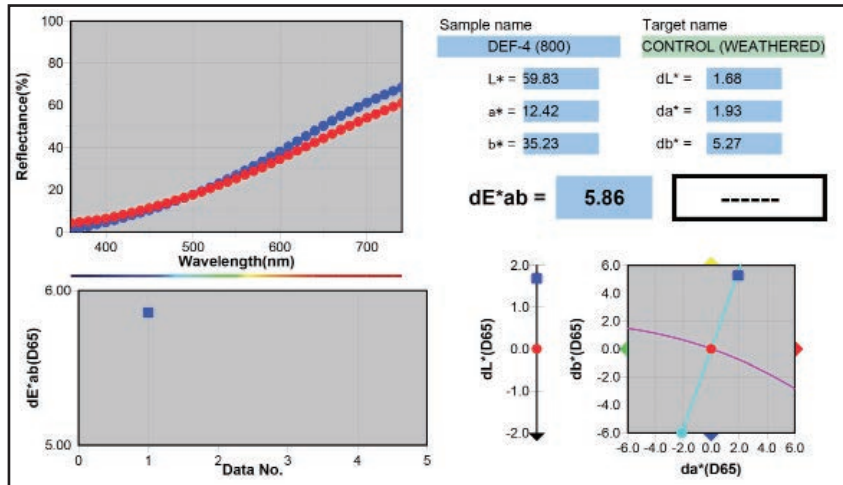 100
80
60
40
20
0
Reflectance(%)
400 500 600 700
Wavelength(nm)
Sample name Target name
DEF-4 (800) CONTROL (WEATHERED)
L* = 59.83 dL* = 1.68
a* = 12.42 da* = 1.93
b* = 35.23 db* = 5.27
dE*ab = 5.86 ------
6.00
5.00
dE*ab(D65)
0 1 2 3 4 5
Data No.
2.0
1.0
0.0
-1.0
-2.0
dL*(D65)
6.0
4.0
2.0
0.0
-2.0
-4.0
-6.0
db*(D65)
-6.0 -4.0 -2.0 0.0 2.0 4.0 6.0
da*(D65)